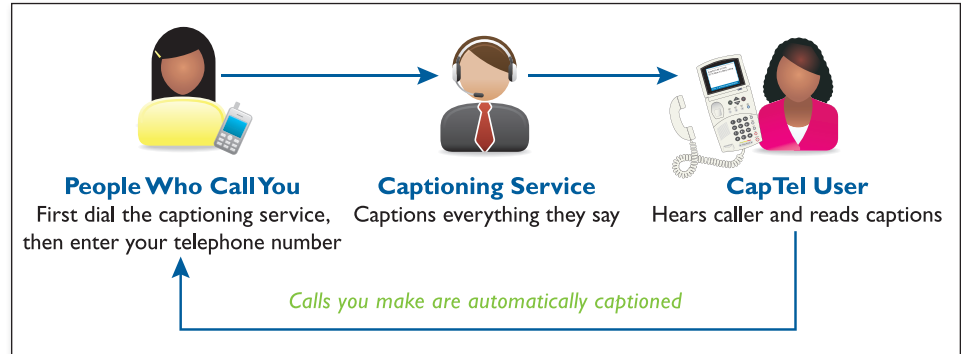 People Who Call You
First dial the captioning service,
then enter your telephone number
Captioning Service
Captions everything they say
CapTel User
Hears caller and reads captions
Calls you make are automatically captioned